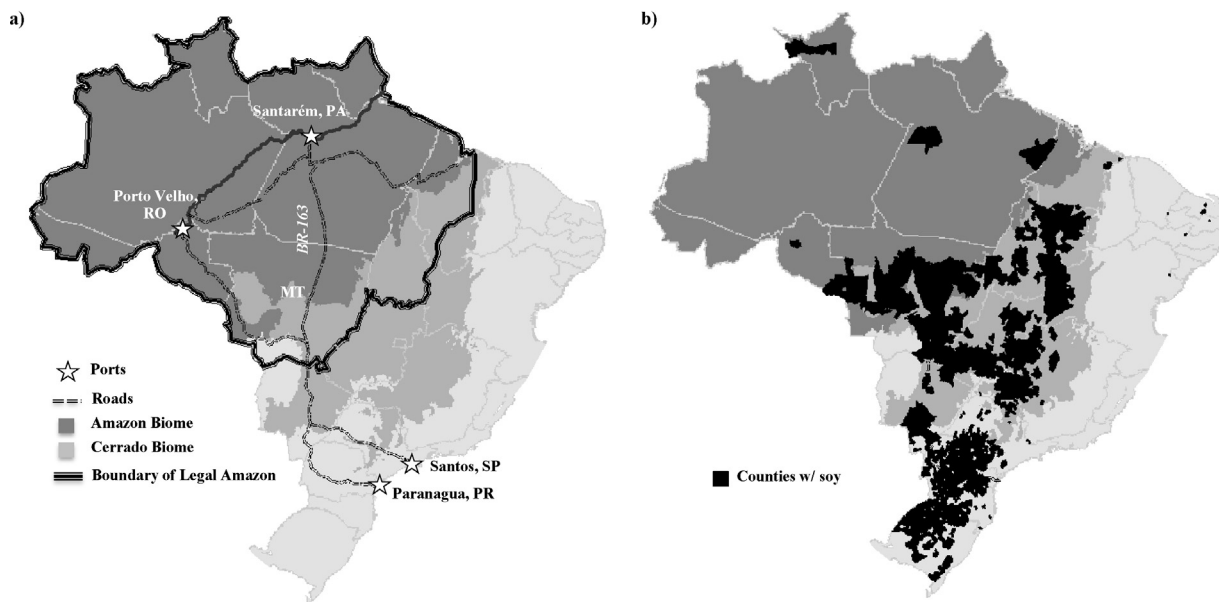 a)
Santarém, PA
Porto Velho,
RO
BR-163
MT
Ports
Roads
Amazon Biome
Cerrado Biome
Boundary of Legal Amazon
Santos, SP
Paranagua, PR
b)
Counties w/ soy